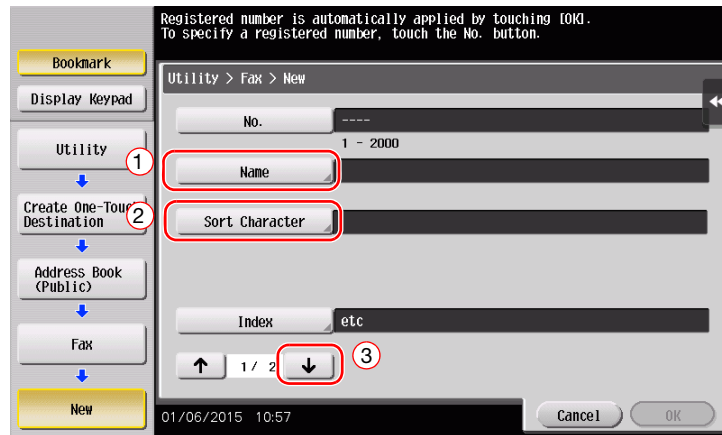 Registered number is automatically applied by touching [OK].
To specify a registered number, touch the No. button.
Bookmark
Display Keypad
Utility
Create One-Touch
Destination
Address Book
(Public)
Fax
New
Utility > Fax > New
No.
----
1 - 2000
1
Name
2
Sort Character
Index
etc
1/ 2
3
01/06/2015 10:57
Cancel
OK